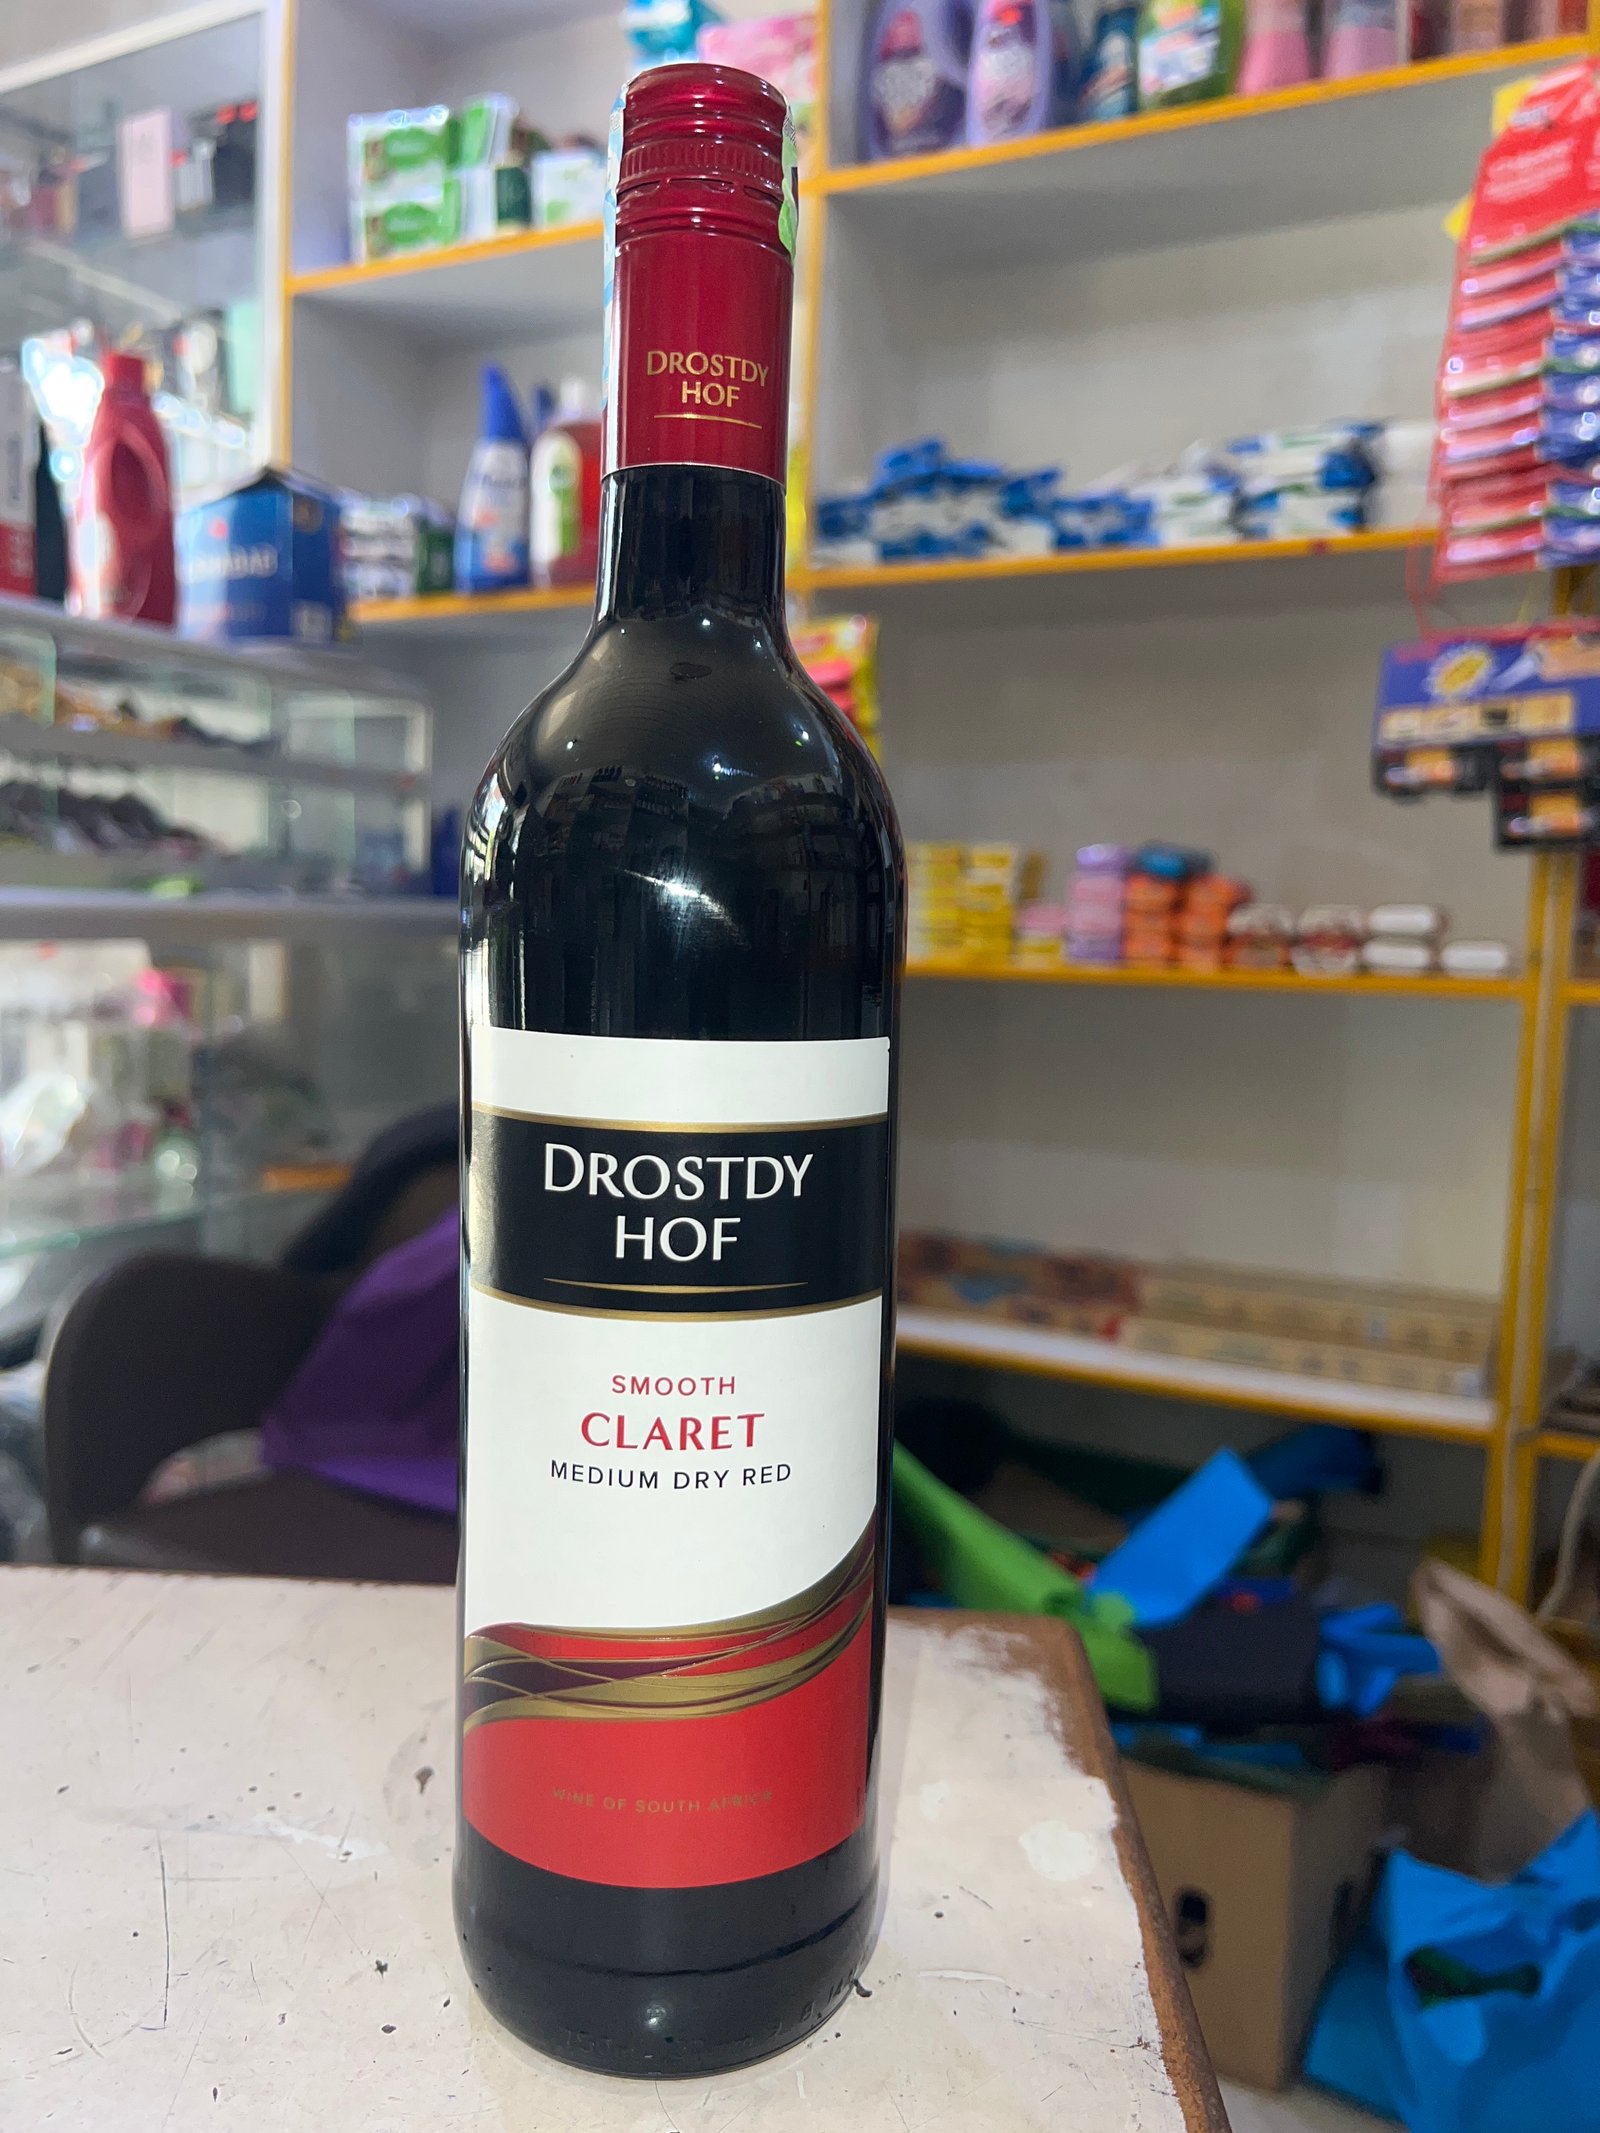 DROSTDY
HOF
DROSTDY
HOF
SMOOTH
CLARET
MEDIUM DRY RED
WINE OF SOUTH AFRICA